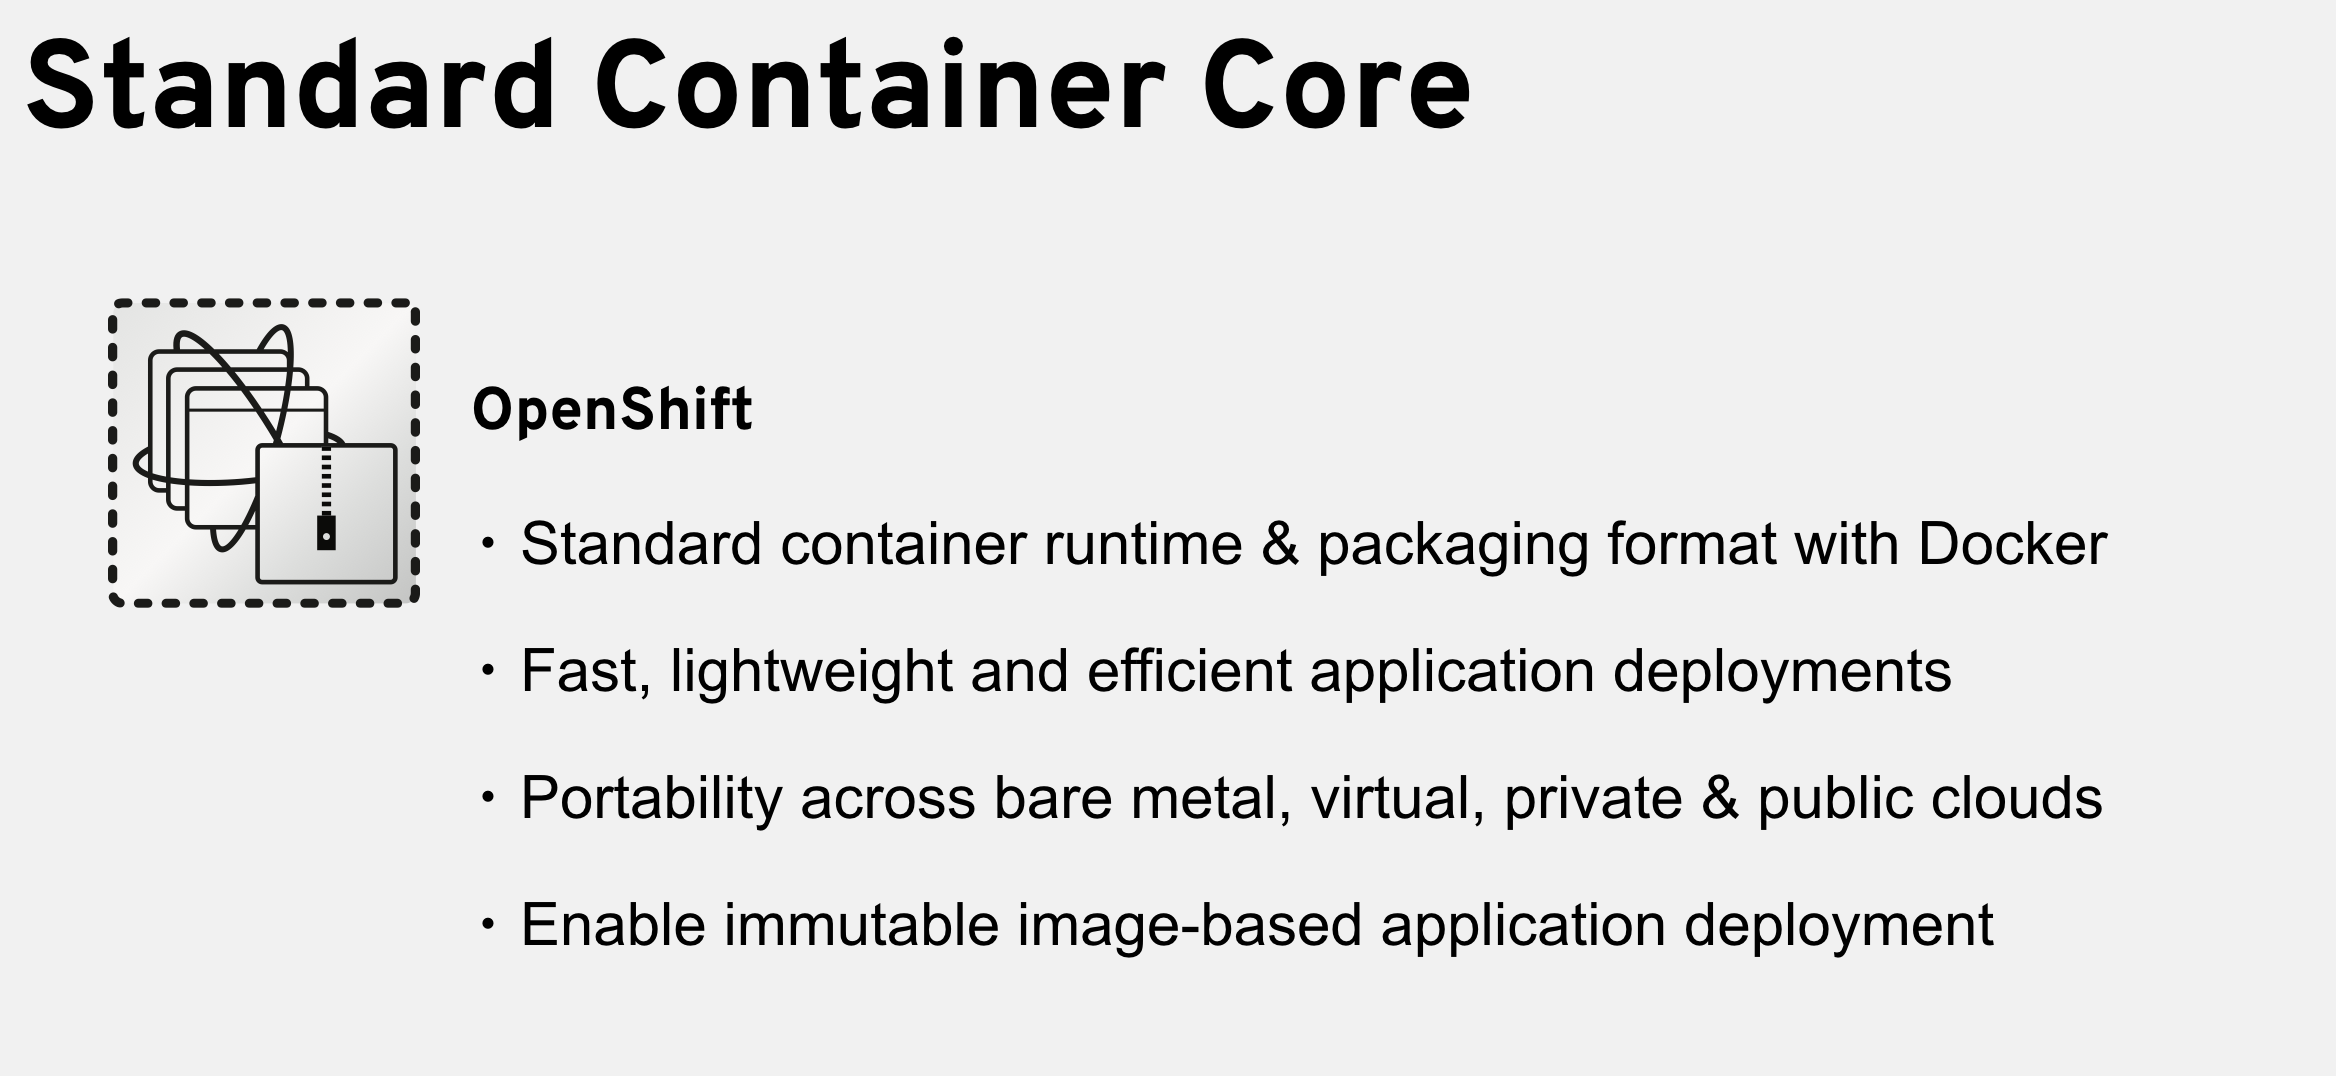 Standard Container Core
OpenShift
• Standard container runtime & packaging format with Docker
• Fast, lightweight and efficient application deployments
• Portability across bare metal, virtual, private & public clouds
• Enable immutable image-based application deployment